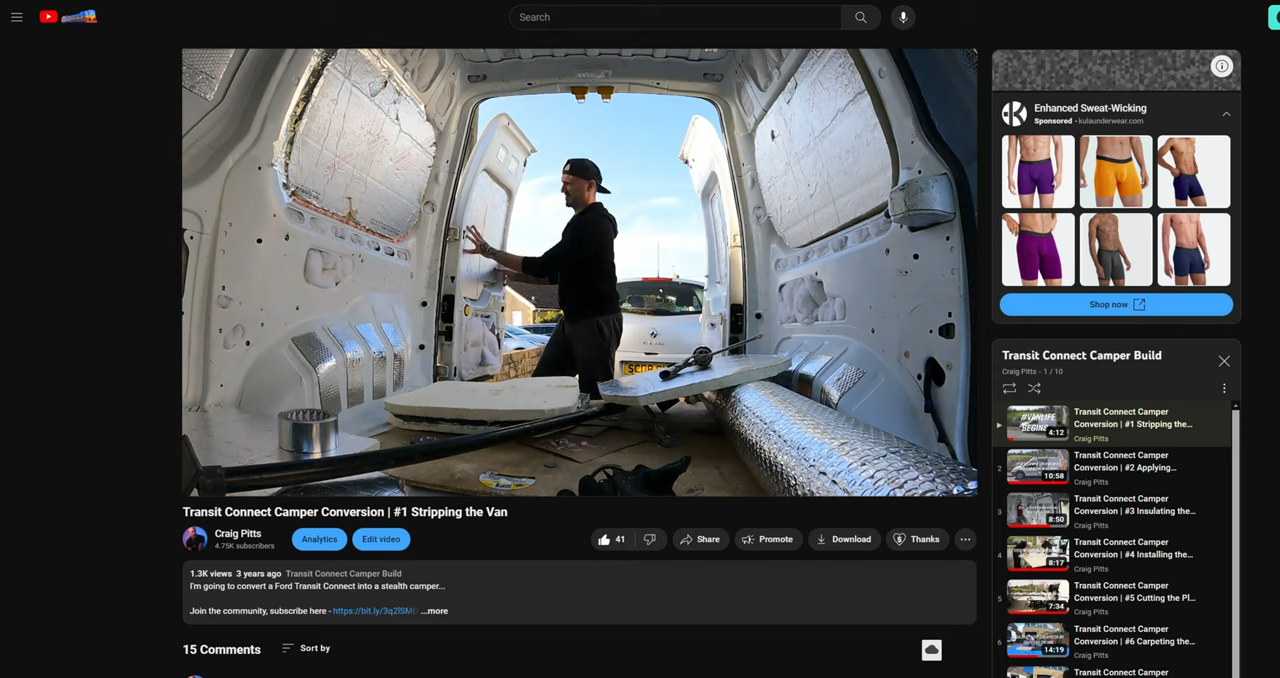 Search
Enhanced Sweat-Wicking
Sponsored · kulaunderwear.com
Shop now
Transit Connect Camper Conversion | #1 Stripping the Van
Craig Pitts
4.75K subscribers
Analytics
Edit video
41
Share
Promote
Download
Thanks
1.3K views 3 years ago Transit Connect Camper Build
I'm going to convert a Ford Transit Connect into a stealth camper...
Join the community, subscribe here - ...more
15 Comments
Sort by
Transit Connect Camper Build
Craig Pitts - 1 / 10
#VANLIFE
BEGINS
4:12
Transit Connect Camper
Conversion | #1 Stripping the...
Craig Pitts
2
10:58
Transit Connect Camper
Conversion | #2 Applying...
Craig Pitts
3
8:50
Transit Connect Camper
Conversion | #3 Insulating the...
Craig Pitts
4
8:17
Transit Connect Camper
Conversion | #4 Installing the...
Craig Pitts
5
7:34
Transit Connect Camper
Conversion | #5 Cutting the Pl...
Craig Pitts
6
14:19
Transit Connect Camper
Conversion | #6 Carpeting the...
Craig Pitts
Transit Connect Camper